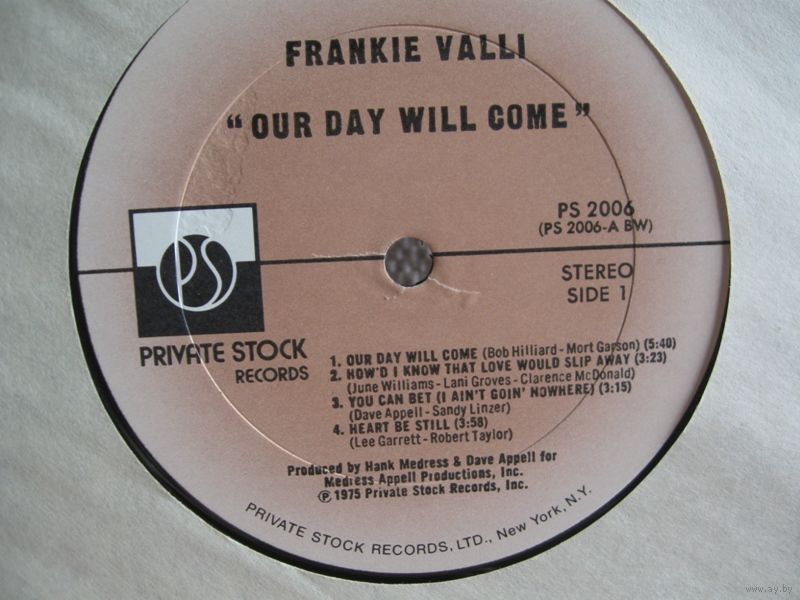 FRANKIE VALLI
"OUR DAY WILL COME"
PS 2006
(PS 2006-A BW)
PS
STEREO
SIDE 1
PRIVATE STOCK
RECORDS
1. OUR DAY WILL COME (Bob Hilliard - Mort Garson) (5:40)
2. HOW'D I KNOW THAT LOVE WOULD SLIP AWAY (3:23)
(June Williams - Lani Groves - Clarence McDonald)
3. YOU CAN BET (I AIN'T GOIN' NOWHERE) (3:15)
(Dave Appell - Sandy Linzer)
4. HEART BE STILL (3:58)
(Lee Garrett - Robert Taylor)
Produced by Hank Medress & Dave Appell for
Medress Appell Productions, Inc.
℗ 1975 Private Stock Records, Inc.
PRIVATE STOCK RECORDS, LTD., New York, N.Y.
www.ay.by